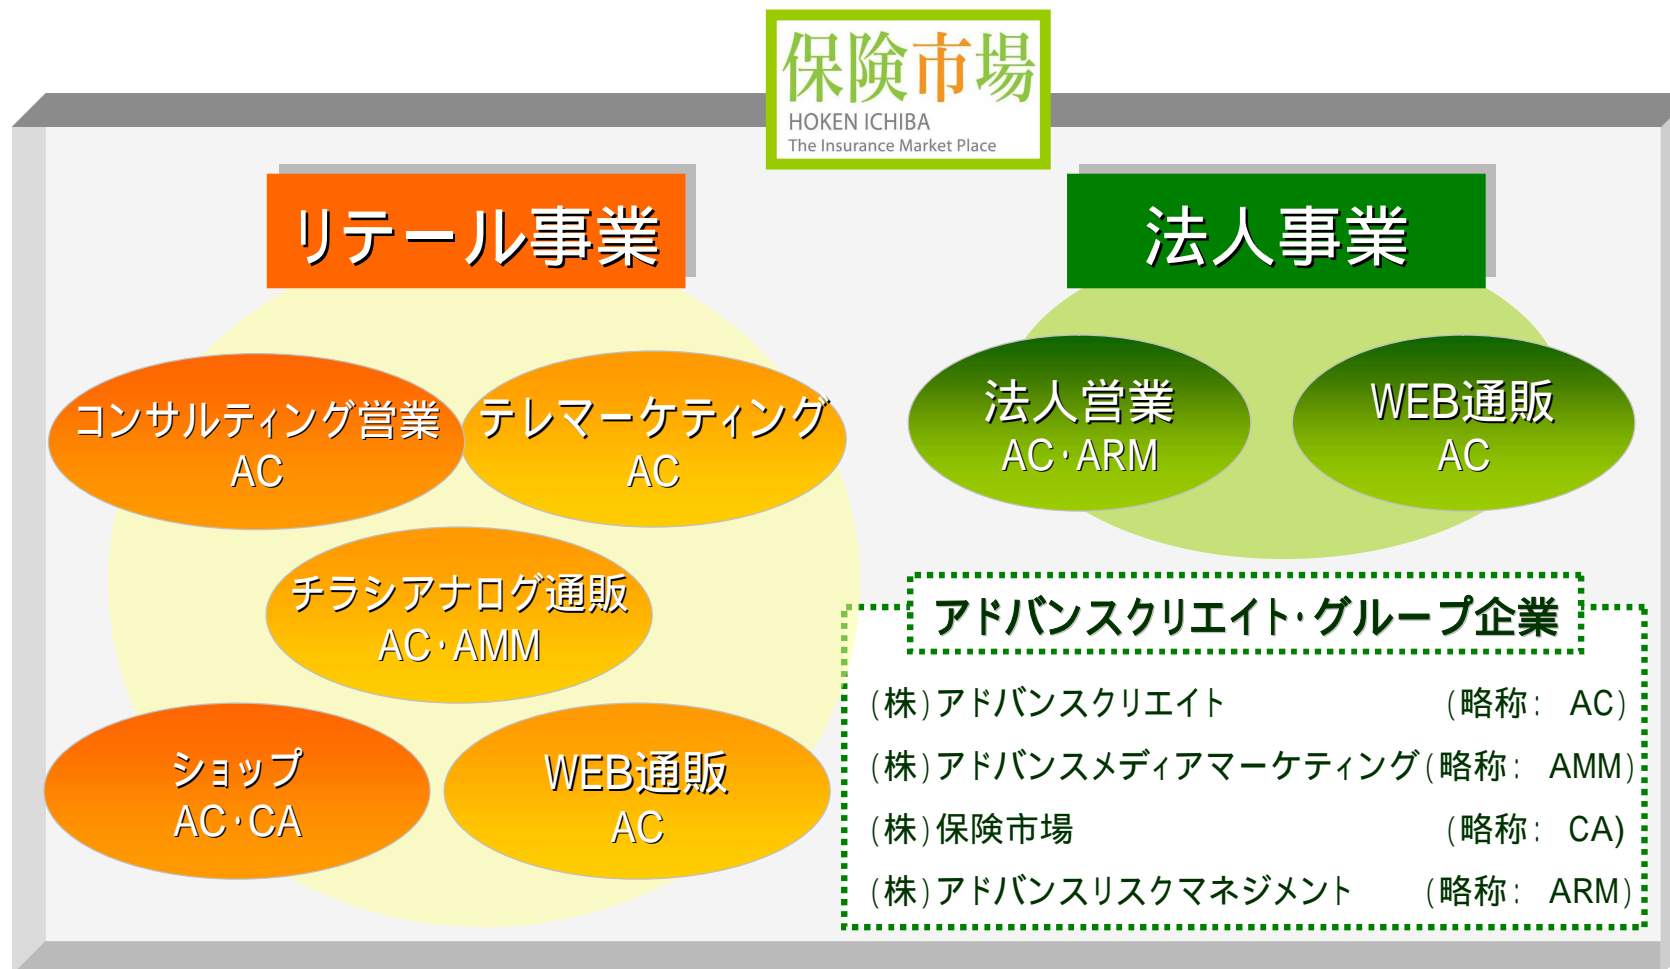 保険市場
HOKEN ICHIBA
The Insurance Market Place
リテール事業
コンサルティング営業
AC
テレマーケティング
AC
チラシアナログ通販
AC・AMM
ショップ
AC・CA
WEB通販
AC
法人事業
法人営業
AC・ARM
WEB通販
AC
アドバンスクリエイト・グループ企業
(株)アドバンスクリエイト (略称: AC)
(株)アドバンスメディアマーケティング(略称: AMM)
(株)保険市場 (略称: CA)
(株)アドバンスリスクマネジメント (略称: ARM)